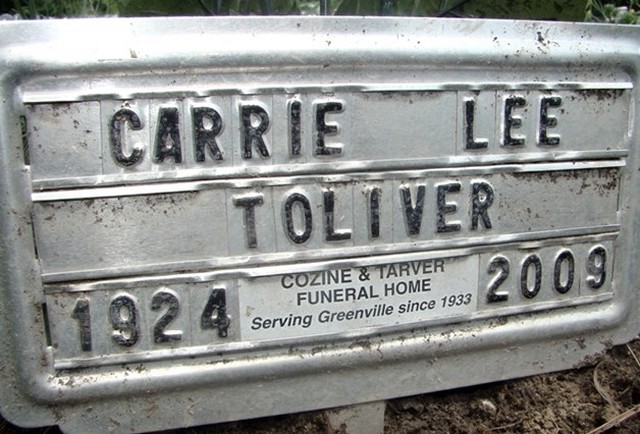 CARRIE LEE
TOLIVER
1924
COZINE & TARVER
FUNERAL HOME
Serving Greenville since 1933
2009